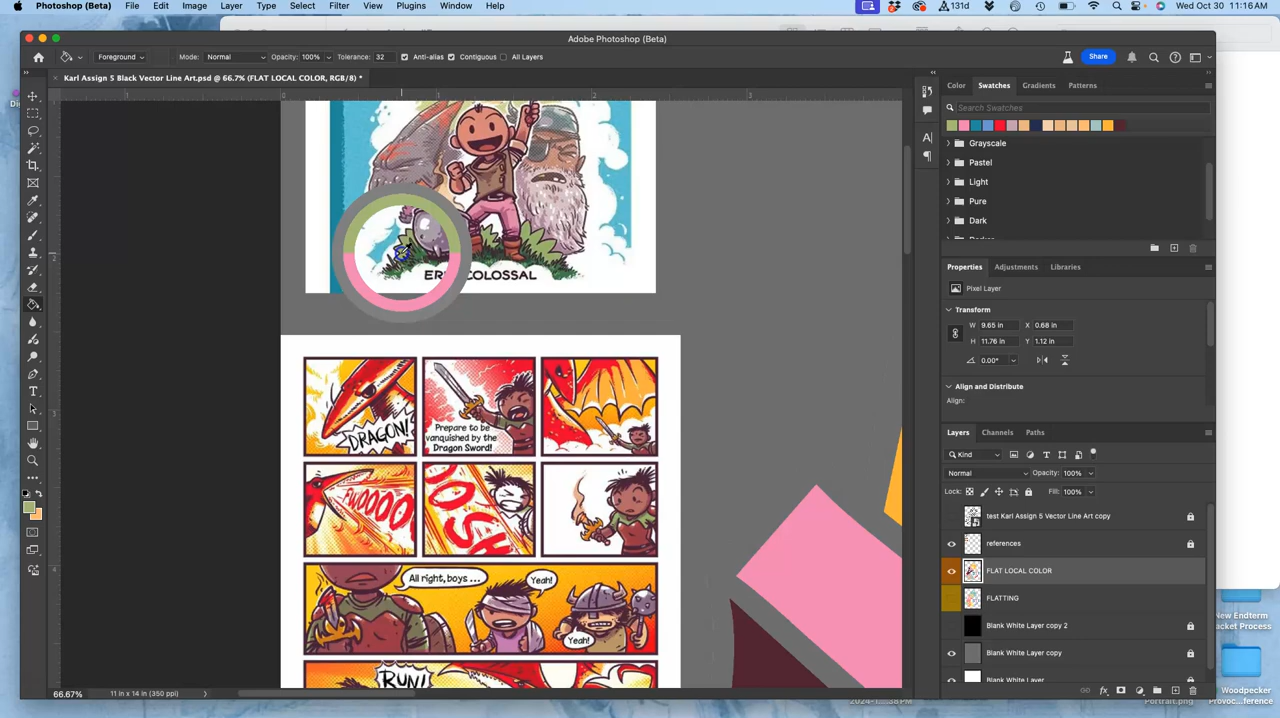 Photoshop (Beta) File Edit Image Layer Type Select Filter View Plugins Window Help
131d
Wed Oct 30 11:16 AM
Adobe Photoshop (Beta)
Foreground
Mode: Normal
Opacity: 100%
Tolerance: 32
Anti-alias
Contiguous
All Layers
Share
Karl Assign 5 Black Vector Line Art.psd @ 66.7% (FLAT LOCAL COLOR, RGB/8) *
Color Swatches Gradients Patterns
Search Swatches
Grayscale
Pastel
Light
Pure
Dark
Properties Adjustments Libraries
Pixel Layer
Transform
W 9.65 in X 0.68 in
H 11.76 in Y 1.12 in
0.00°
Align and Distribute
Align:
Layers Channels Paths
Kind
Normal Opacity: 100%
Lock: Fill: 100%
test Karl Assign 5 Vector Line Art copy
references
FLAT LOCAL COLOR
FLATTING
Blank White Layer copy 2
Blank White Layer copy
Blank White Layer
COLOSSAL
DRAGON!
Prepare to be
vanquished by the
Dragon Sword!
FWOOOO
OSH
All right, boys ...
Yeah!
Yeah!
RUN!
66.67% 11 in x 14 in (350 ppi)
New Endterm
Woodpecker
Provoc...ference
Portrait.png